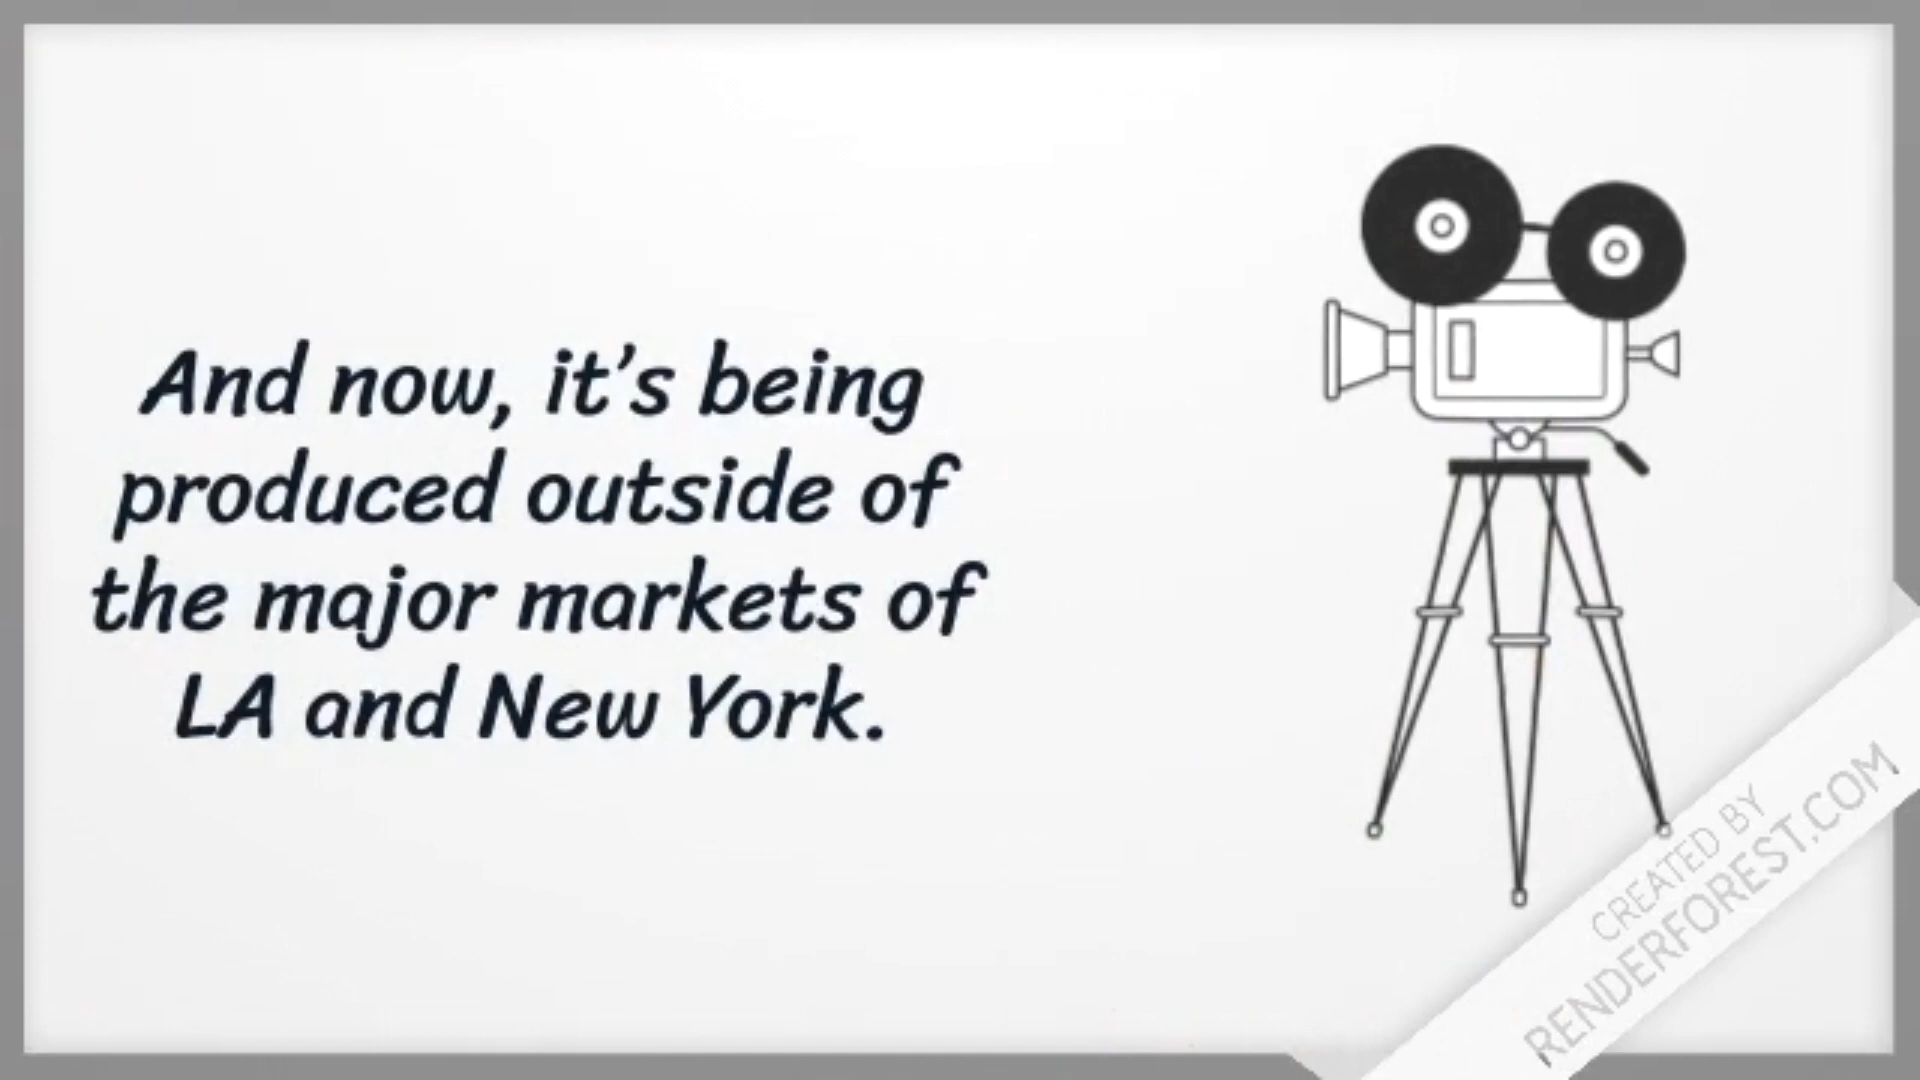 And now, it’s being
produced outside of
the major markets of
LA and New York.
CREATED BY
RENDERFOREST.COM